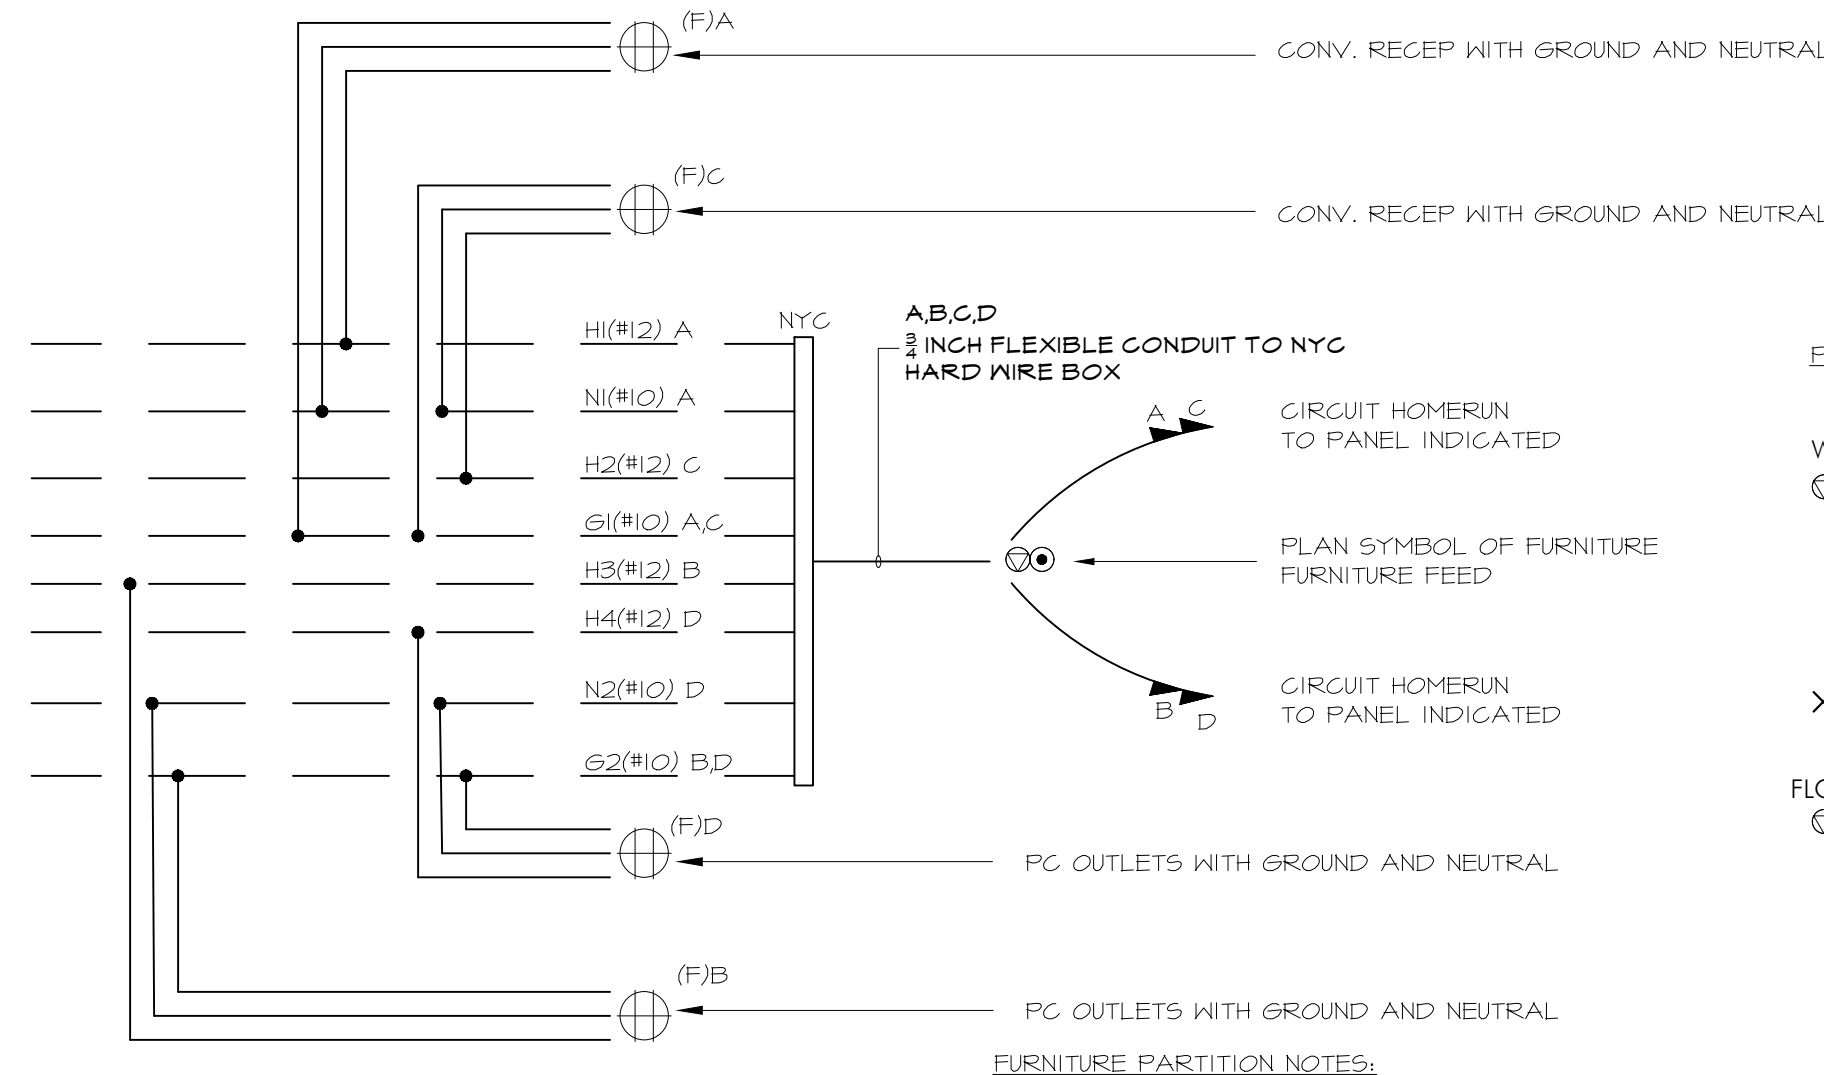 (F)A
CONV. RECEP WITH GROUND AND NEUTRAL
(F)C
CONV. RECEP WITH GROUND AND NEUTRAL
A,B,C,D
3/4 INCH FLEXIBLE CONDUIT TO NYC
HARD WIRE BOX
NYC
H1(#12) A
N1(#10) A
H2(#12) C
G1(#10) A,C
H3(#12) B
H4(#12) D
N2(#10) D
G2(#10) B,D
A C
CIRCUIT HOMERUN
TO PANEL INDICATED
PLAN SYMBOL OF FURNITURE
FURNITURE FEED
B D
CIRCUIT HOMERUN
TO PANEL INDICATED
(F)D
PC OUTLETS WITH GROUND AND NEUTRAL
(F)B
PC OUTLETS WITH GROUND AND NEUTRAL
FURNITURE PARTITION NOTES: